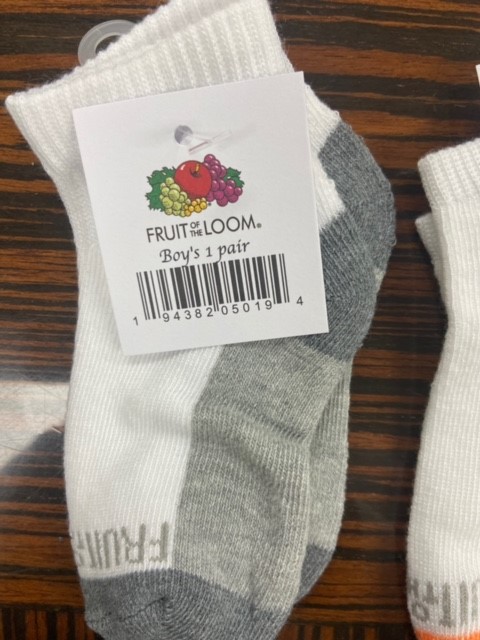 FRUIT OF THE LOOM®
Boy's 1 pair
1 94382 05019 4
FRUIT